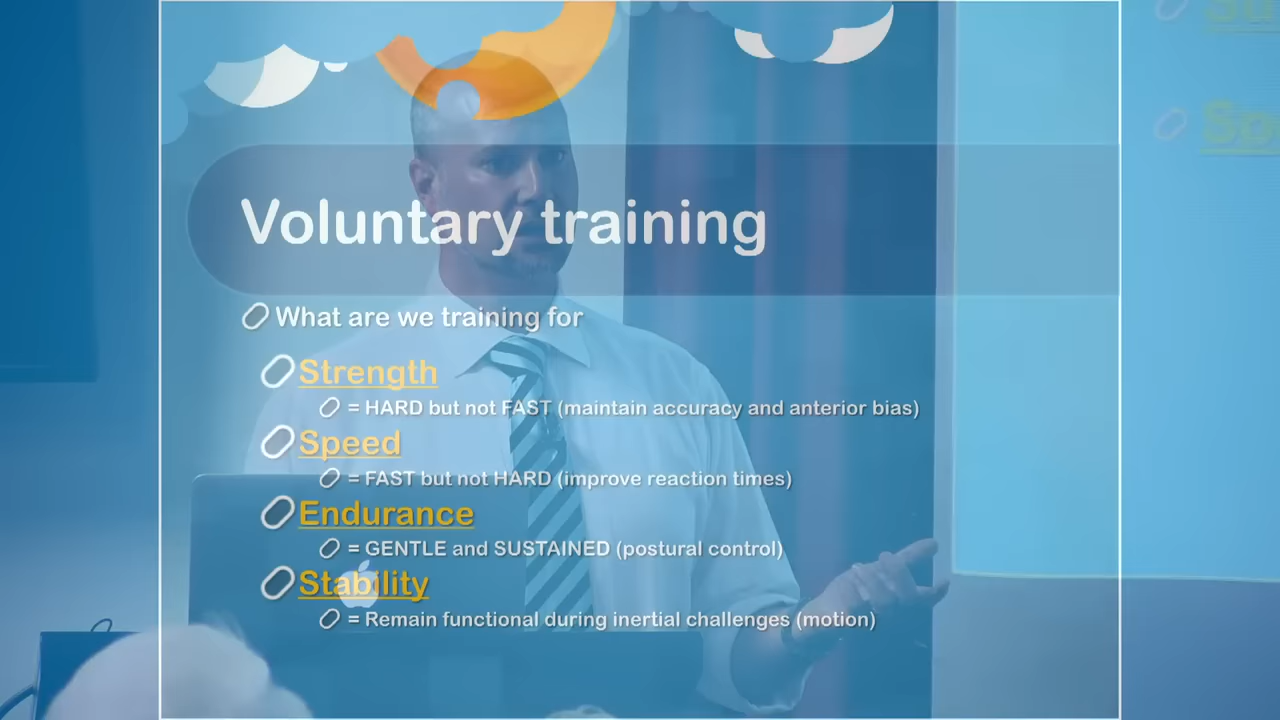 Voluntary training
What are we training for
Strength
= HARD but not FAST (maintain accuracy and anterior bias)
Speed
= FAST but not HARD (improve reaction times)
Endurance
= GENTLE and SUSTAINED (postural control)
Stability
= Remain functional during inertial challenges (motion)